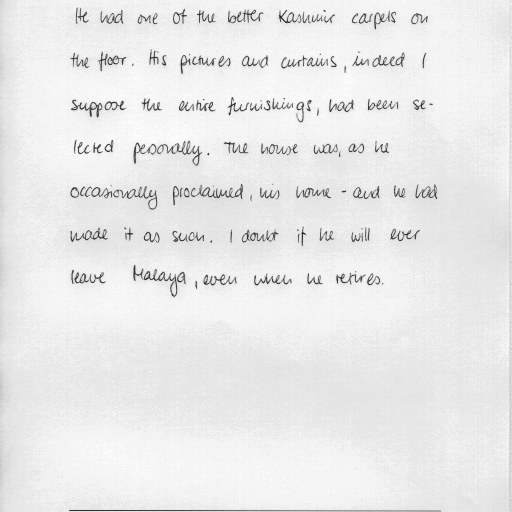 He had one of the better Kashmir carpets on
the floor. His pictures and curtains, indeed I
suppose the entire furnishings, had been se-
lected personally. The house was, as he
occasionally proclaimed, his home - and he had
made it as such. I doubt if he will ever
leave Malaya, even when he retires.